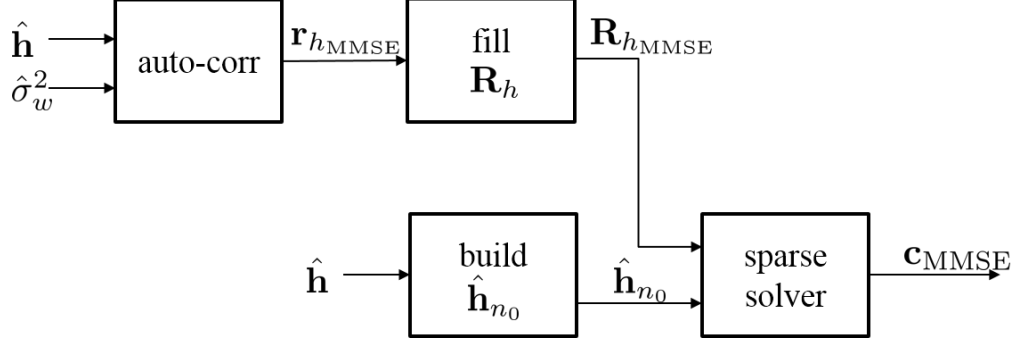 ĥ
σ̂²_w
auto-corr
r_{h_MMSE}
fill
R_h
R_{h_MMSE}
ĥ
build
ĥ_{n_0}
ĥ_{n_0}
sparse
solver
c_MMSE